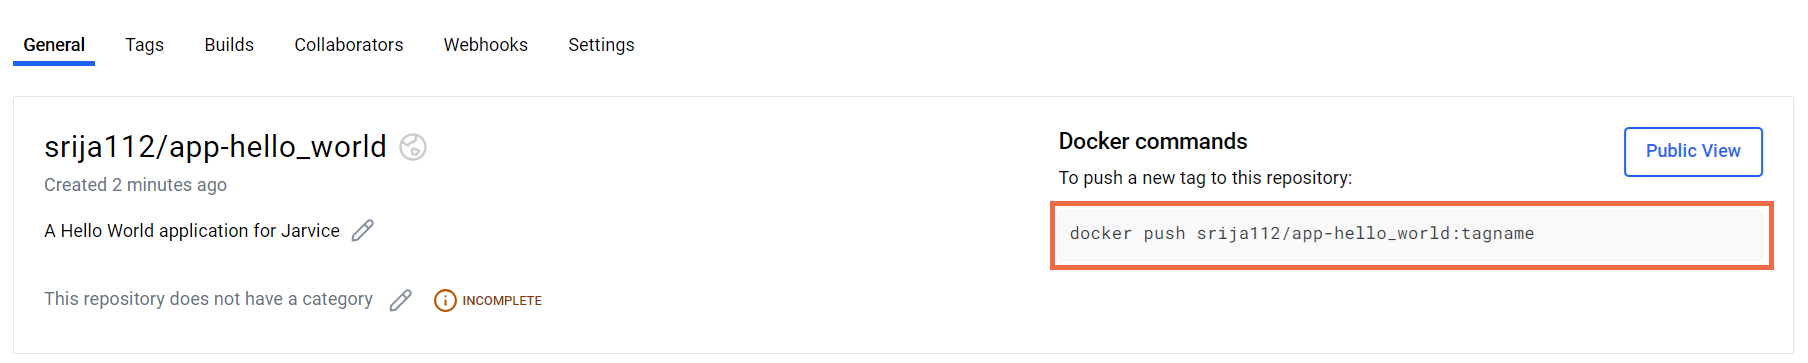 General Tags Builds Collaborators Webhooks Settings
srija112/app-hello_world
Created 2 minutes ago
A Hello World application for Jarvice
This repository does not have a category INCOMPLETE
Docker commands
Public View
To push a new tag to this repository:
docker push srija112/app-hello_world:tagname